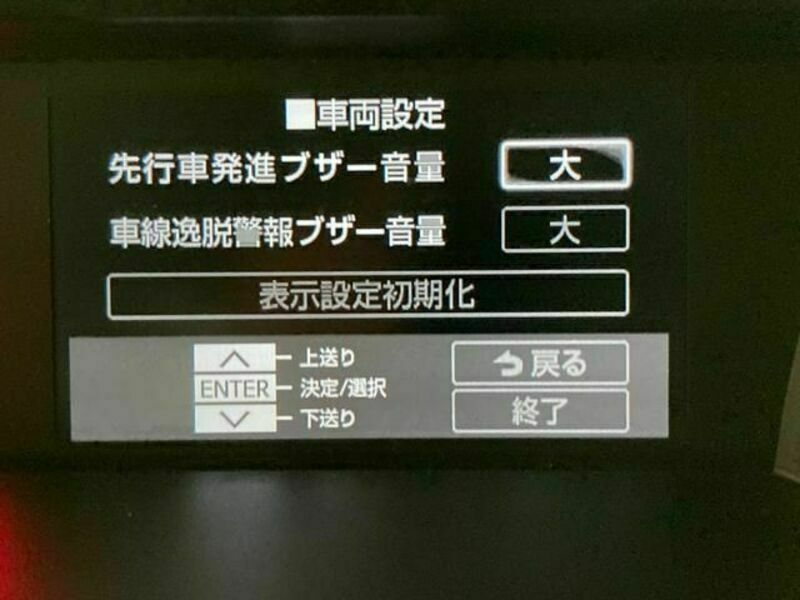 ■車両設定
先行車発進ブザー音量 大
車線逸脱警報ブザー音量 大
表示設定初期化
上送り
ENTER 決定/選択
下送り
戻る
終了